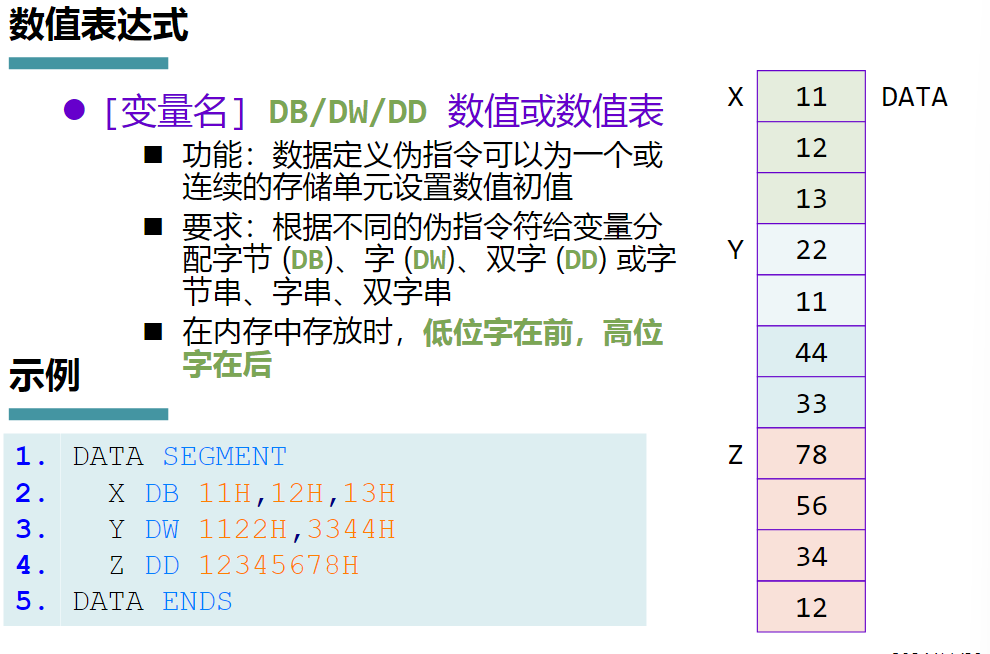 数值表达式
[变量名] DB/DW/DD 数值或数值表
功能：数据定义伪指令可以为一个或
连续的存储单元设置数值初值
要求：根据不同的伪指令符给变量分
配字节 (DB)、字 (DW)、双字 (DD) 或字
节串、字串、双字串
在内存中存放时，低位字在前，高位
字在后
示例
1. DATA SEGMENT
2. X DB 11H,12H,13H
3. Y DW 1122H,3344H
4. Z DD 12345678H
5. DATA ENDS
X 11 DATA
12
13
Y 22
11
44
33
Z 78
56
34
12